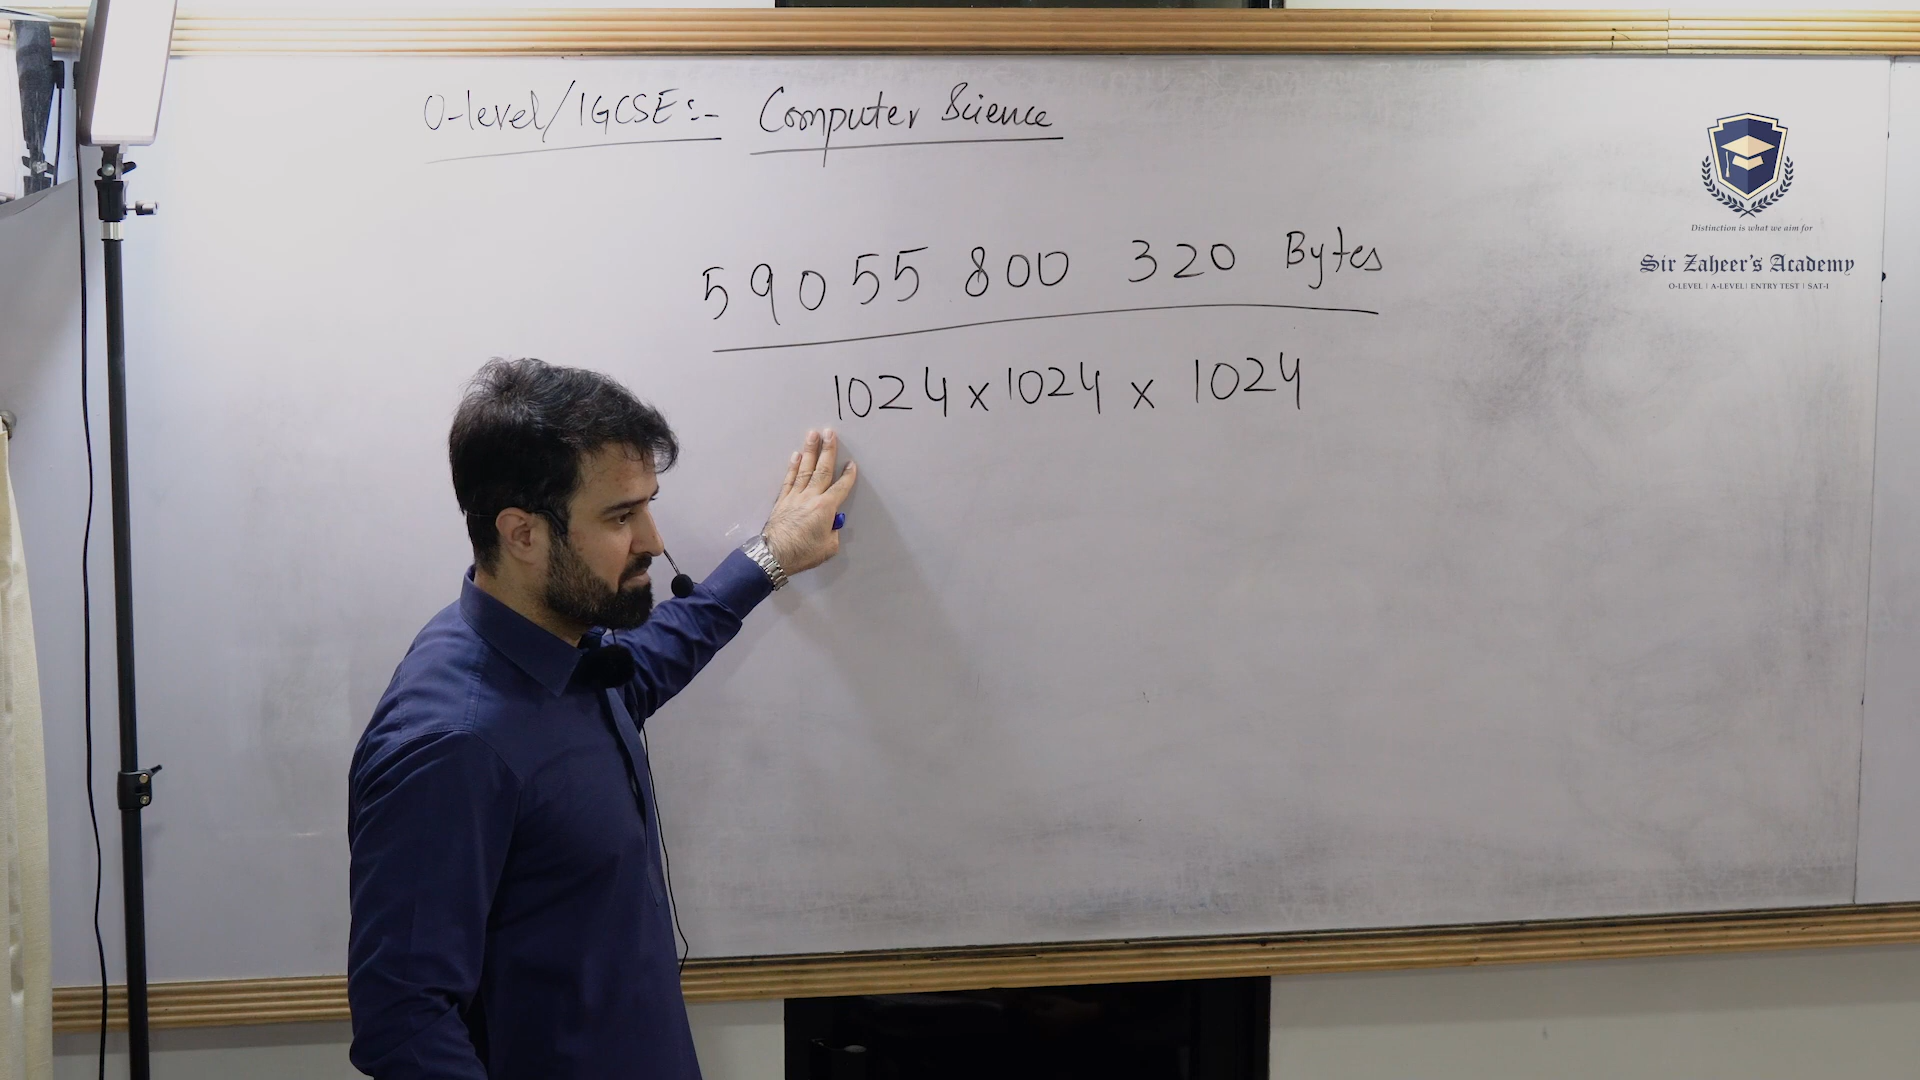 O-level/IGCSE:- Computer Science
59055 800 320 Bytes
1024 x 1024 x 1024
Distinction is what we aim for
Sir Zaheer's Academy
O-LEVEL | A-LEVEL | ENTRY TEST | SAT-I